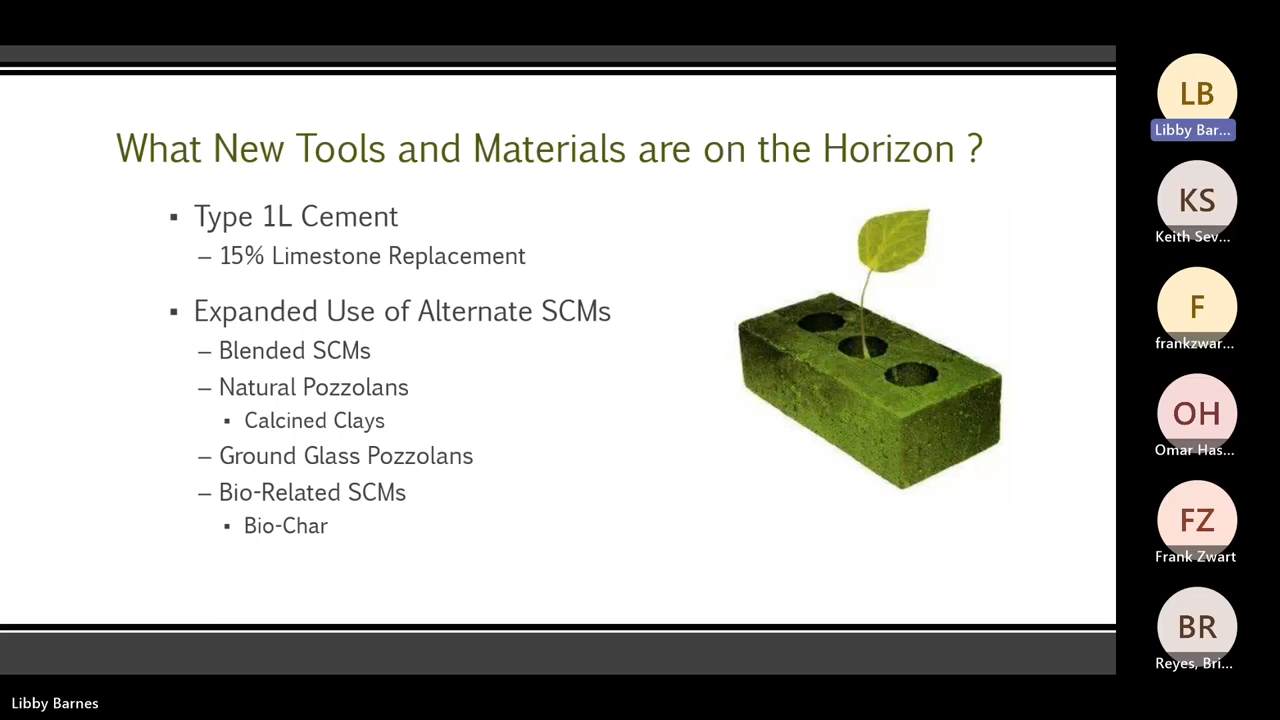 What New Tools and Materials are on the Horizon ?
▪ Type 1L Cement
– 15% Limestone Replacement
▪ Expanded Use of Alternate SCMs
– Blended SCMs
– Natural Pozzolans
▪ Calcined Clays
– Ground Glass Pozzolans
– Bio-Related SCMs
▪ Bio-Char
LB
Libby Bar...
KS
Keith Sev...
F
frankzwar...
OH
Omar Has...
FZ
Frank Zwart
BR
Reyes, Bri...
Libby Barnes